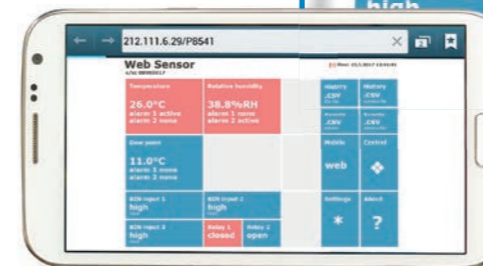 high
212.111.6.29/P8541
Web Sensor
Temperature
26.0°C
alarm 1 active
alarm 2 none
Relative humidity
38.8%RH
alarm 1 none
alarm 2 active
Dew point
11.0°C
alarm 1 none
alarm 2 none
BIN input 1
high
BIN input 2
high
BIN input 3
high
Relay 1
closed
Relay 2
open
History
.CSV
History
.CSV
.CSV
.CSV
Mobile
web
Control
Settings
*
About
?